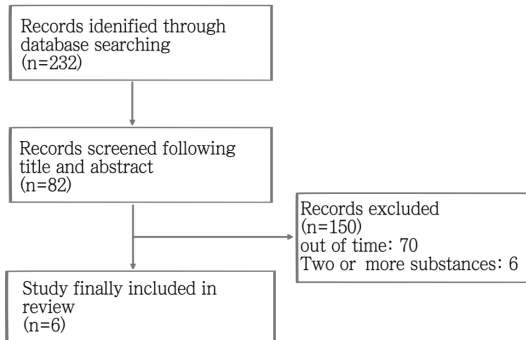 Records idenified through
database searching
(n=232)
Records screened following
title and abstract
(n=82)
Records excluded
(n=150)
out of time: 70
Two or more substances: 6
Study finally included in
review
(n=6)